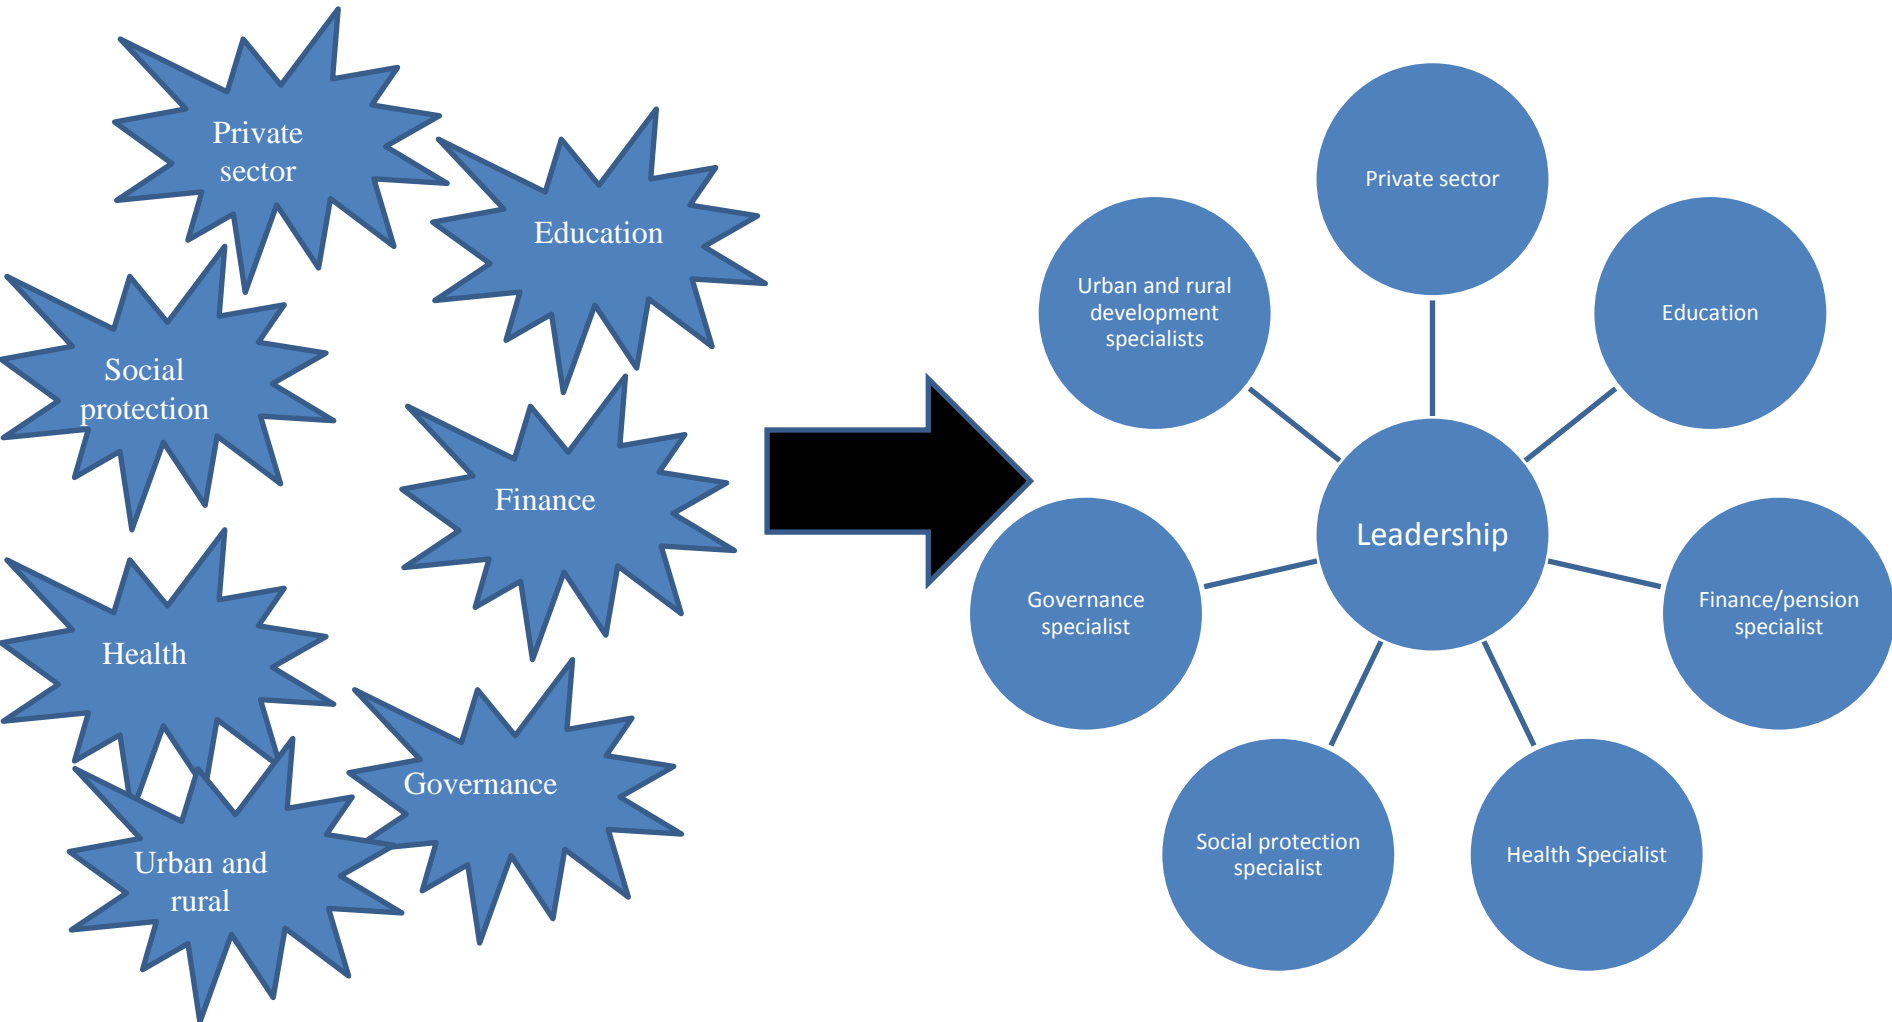 Private
sector
Education
Social
protection
Finance
Health
Governance
Urban and
rural
Private sector
Education
Finance/pension
specialist
Health Specialist
Social protection
specialist
Governance
specialist
Urban and rural
development
specialists
Leadership